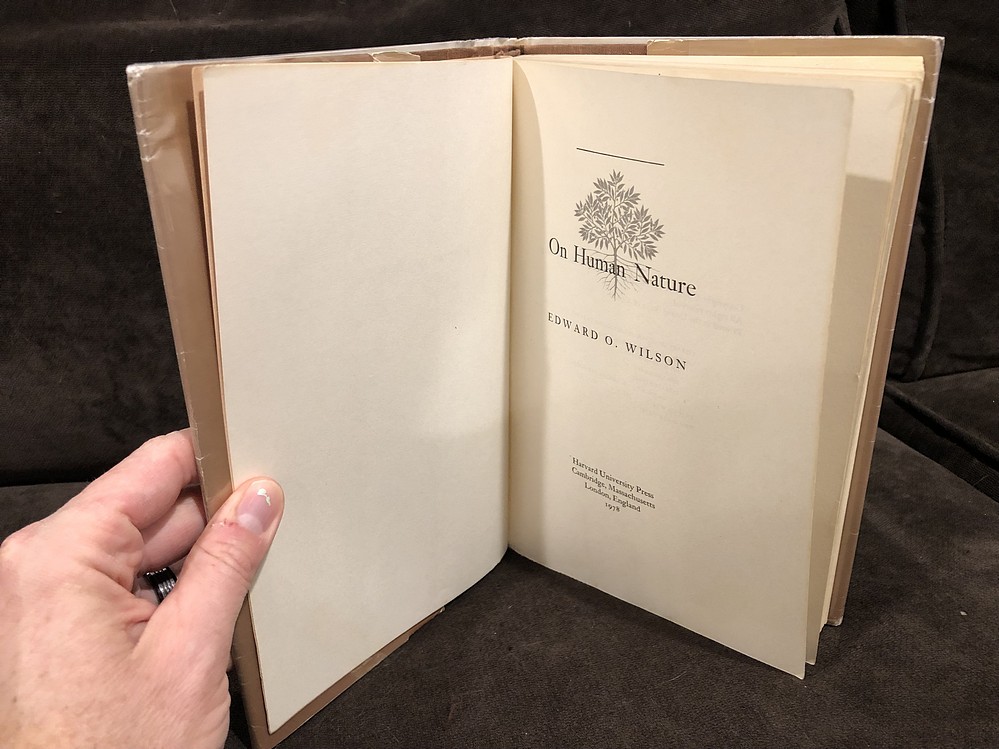 On Human Nature
EDWARD O. WILSON
Harvard University Press
Cambridge, Massachusetts
London, England
1978